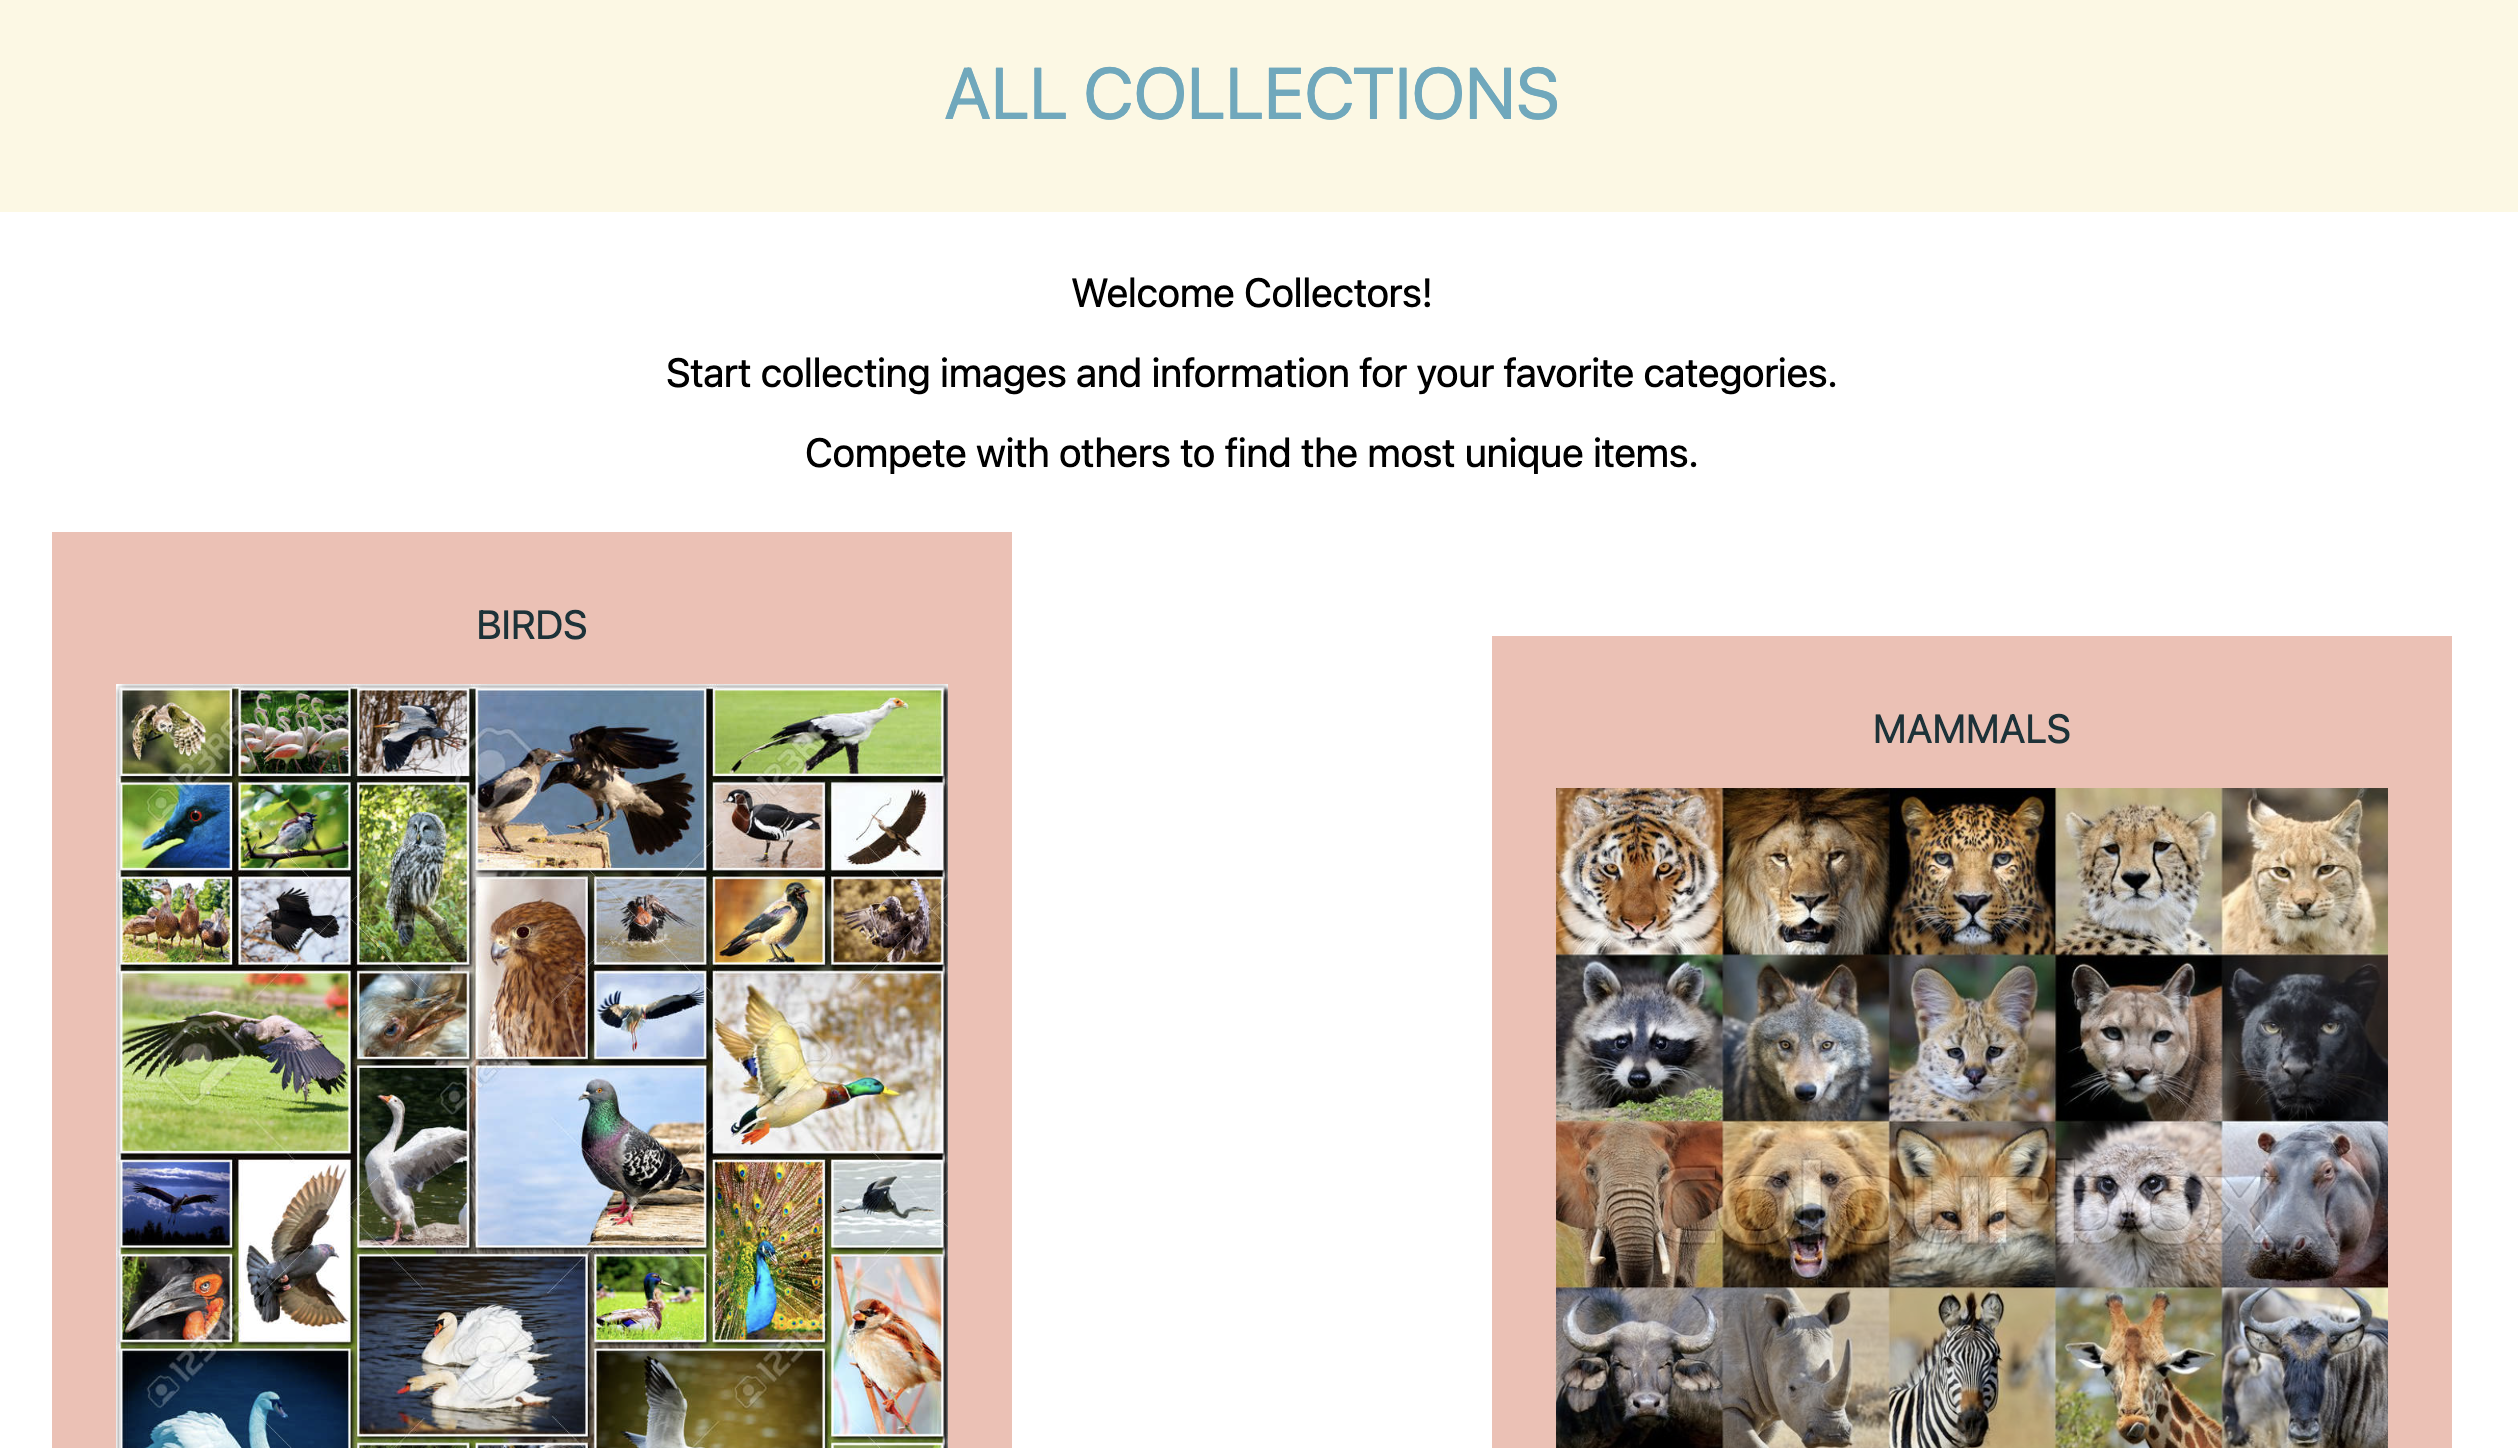 ALL COLLECTIONS
Welcome Collectors!
Start collecting images and information for your favorite categories.
Compete with others to find the most unique items.
BIRDS
MAMMALS
colourbox